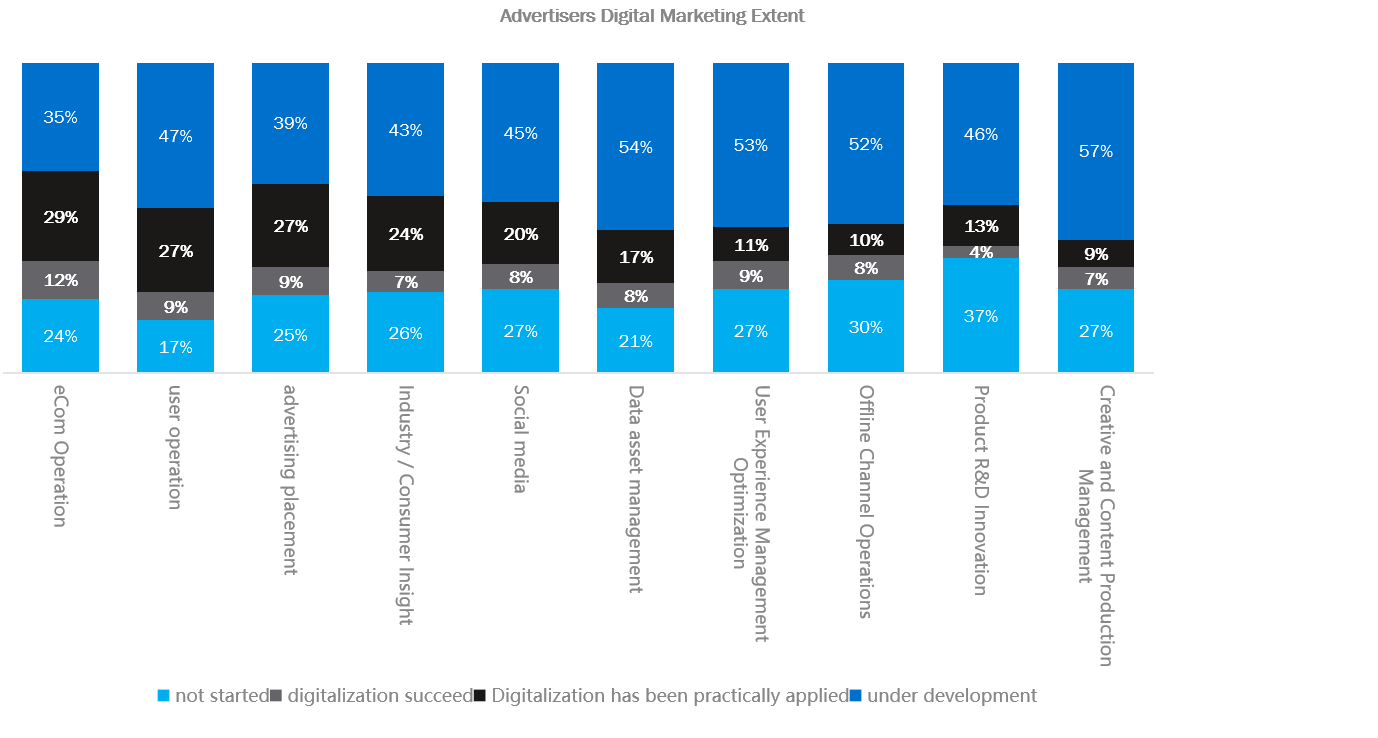 Advertisers Digital Marketing Extent
35% 47% 39% 43% 45% 54% 53% 52% 46% 57%
29% 27% 27% 24% 20% 17% 11% 10% 13% 9%
12% 9% 9% 7% 8% 8% 9% 8% 4% 7%
24% 17% 25% 26% 27% 21% 27% 30% 37% 27%
eCom Operation
user operation
advertising placement
Industry / Consumer Insight
Social media
Data asset management
User Experience Management
Optimization
Offline Channel Operations
Product R&D Innovation
Creative and Content Production
Management
not started digitalization succeed Digitalization has been practically applied under development